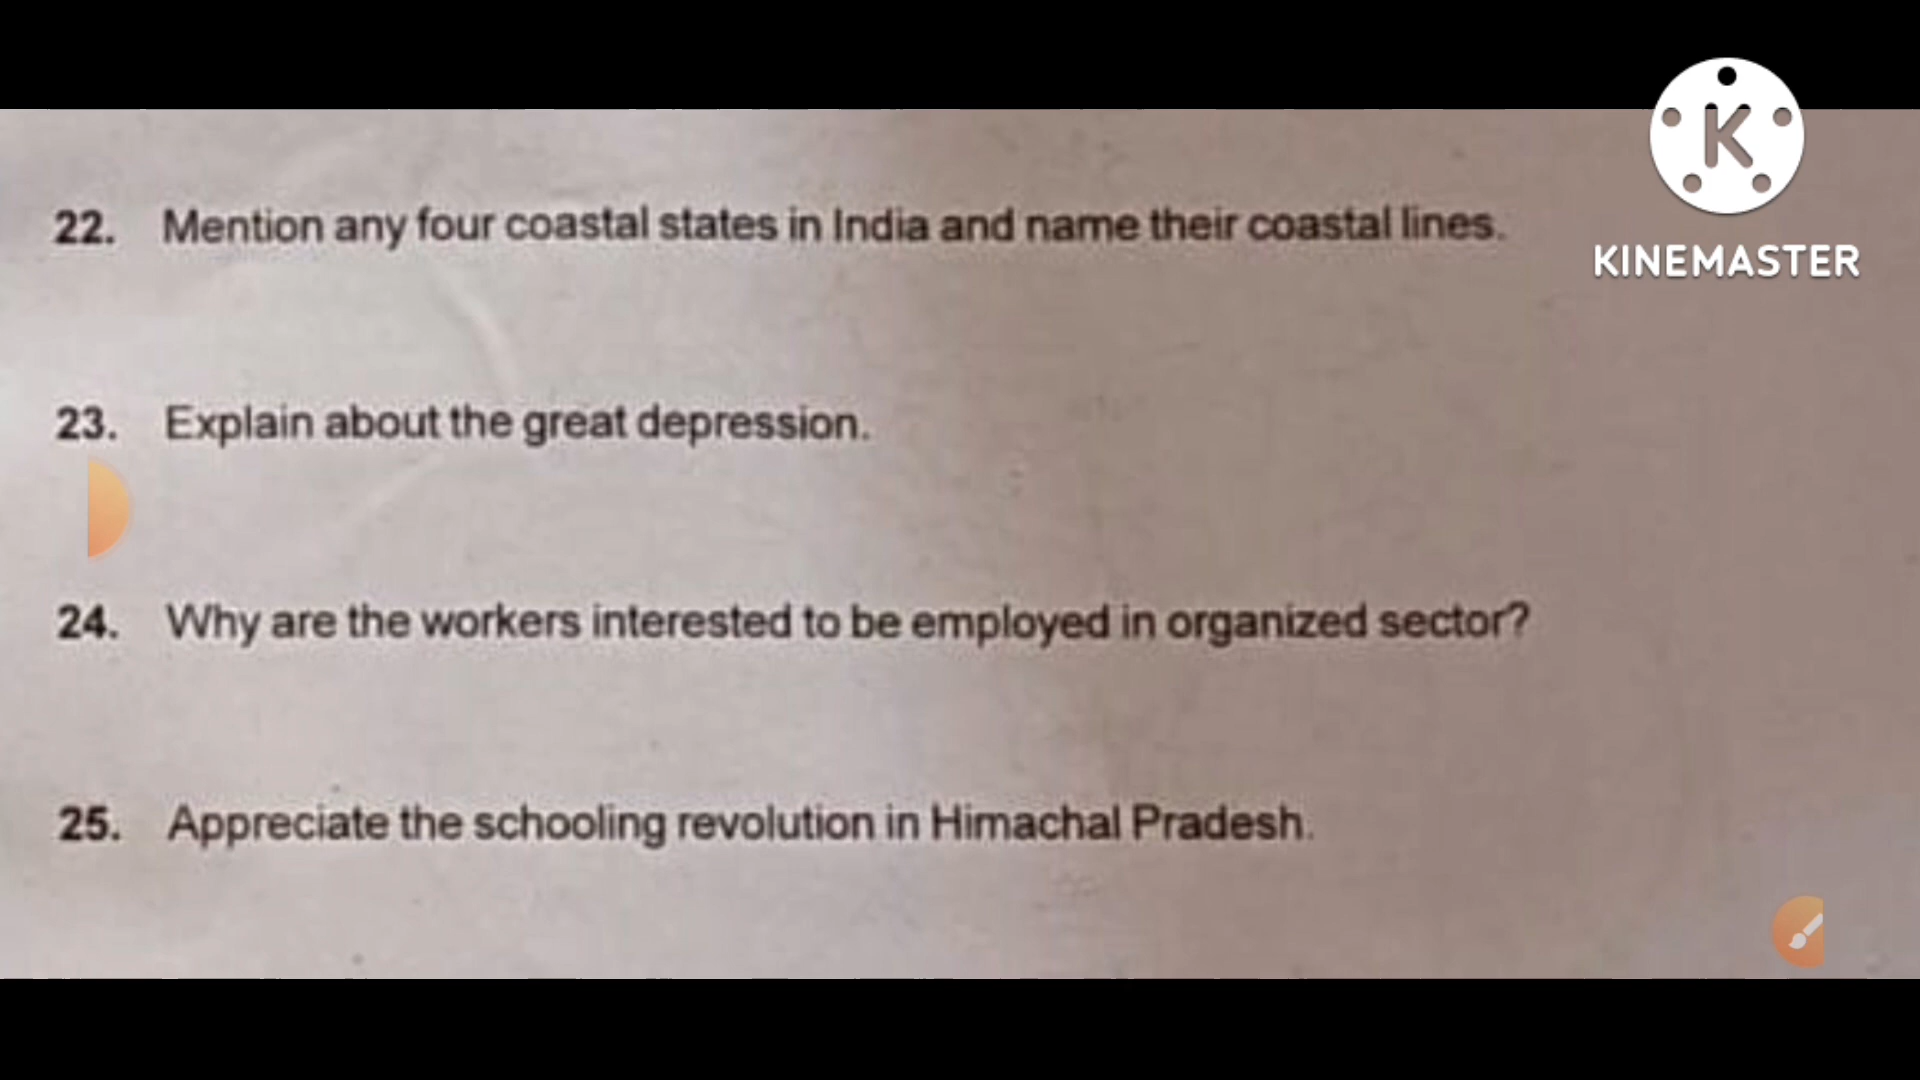 K
KINEMASTER
22. Mention any four coastal states in India and name their coastal lines.
23. Explain about the great depression.
24. Why are the workers interested to be employed in organized sector?
25. Appreciate the schooling revolution in Himachal Pradesh.